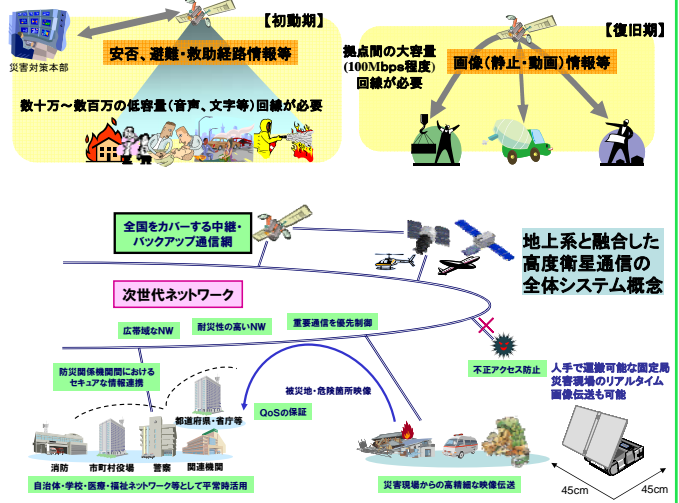 【初動期】
安否、避難・救助経路情報等
災害対策本部
数十万~数百万の低容量(音声、文字等)回線が必要
【復旧期】
拠点間の大容量
(100Mbps程度)
回線が必要
画像(静止・動画)情報等
全国をカバーする中継・
バックアップ通信網
地上系と融合した
高度衛星通信の
全体システム概念
次世代ネットワーク
広帯域なNW
耐災性の高いNW
重要通信を優先制御
不正アクセス防止
防災関係機関間における
セキュアな情報連携
被災地・危険箇所映像
QoSの保証
都道府県・省庁等
消防
市町村役場
警察
関連機関
自治体・学校・医療・福祉ネットワーク等として平常時活用
災害現場からの高精細な映像伝送
人手で運搬可能な固定局
災害現場のリアルタイム
画像伝送も可能
45cm
45cm